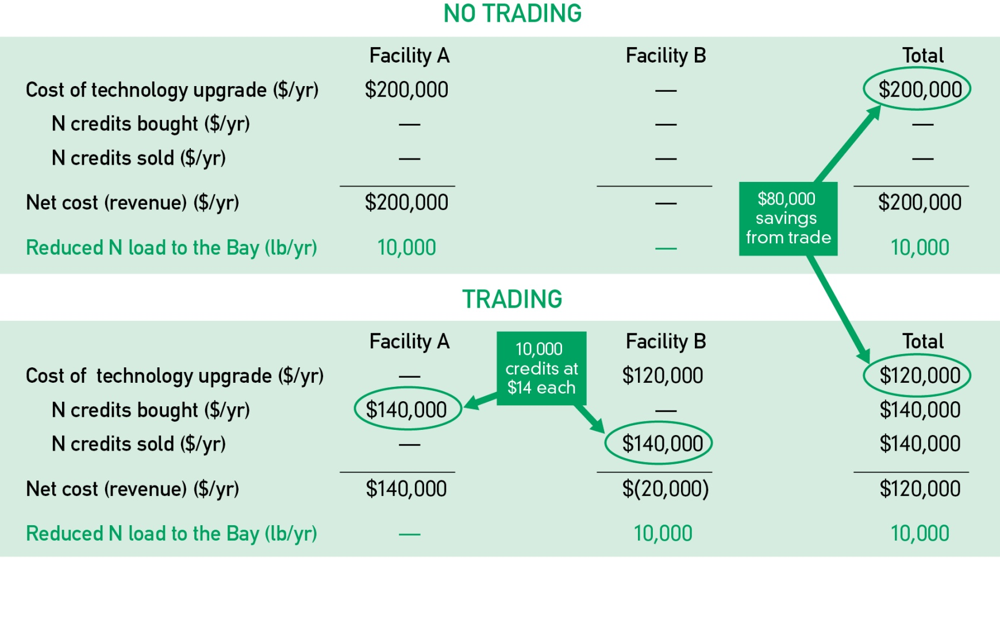 NO TRADING
Facility A Facility B Total
Cost of technology upgrade ($/yr) $200,000 — $200,000
N credits bought ($/yr) — — —
N credits sold ($/yr) — — —
Net cost (revenue) ($/yr) $200,000 — $200,000
Reduced N load to the Bay (lb/yr) 10,000 — 10,000
$80,000
savings
from trade
TRADING
Facility A Facility B Total
Cost of technology upgrade ($/yr) — $120,000 $120,000
N credits bought ($/yr) $140,000 — $140,000
N credits sold ($/yr) — $140,000 $140,000
Net cost (revenue) ($/yr) $140,000 $(20,000) $120,000
Reduced N load to the Bay (lb/yr) — 10,000 10,000
10,000
credits at
$14 each